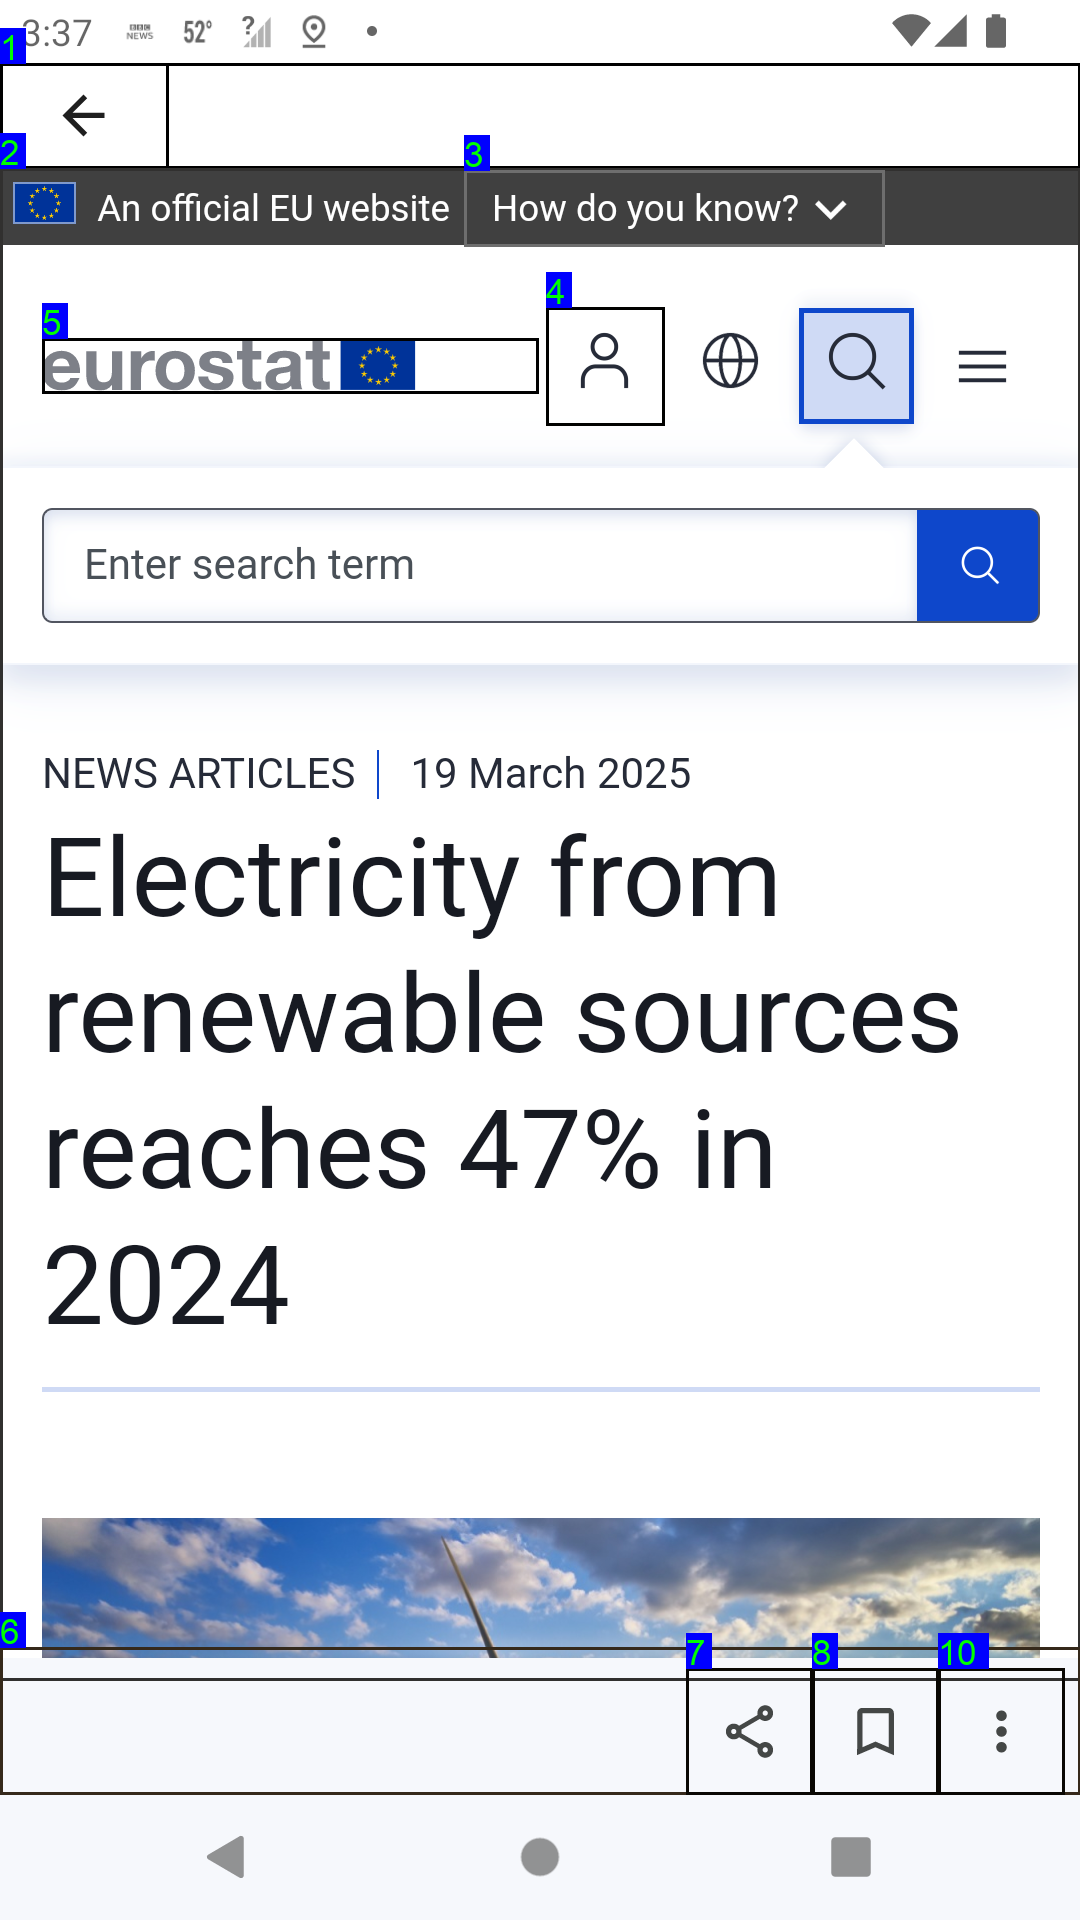 3:37 BBC NEWS 52° ?
1
2
3
An official EU website How do you know?
4
5
eurostat
Enter search term
NEWS ARTICLES 19 March 2025
Electricity from
renewable sources
reaches 47% in
2024
6
7
8
10